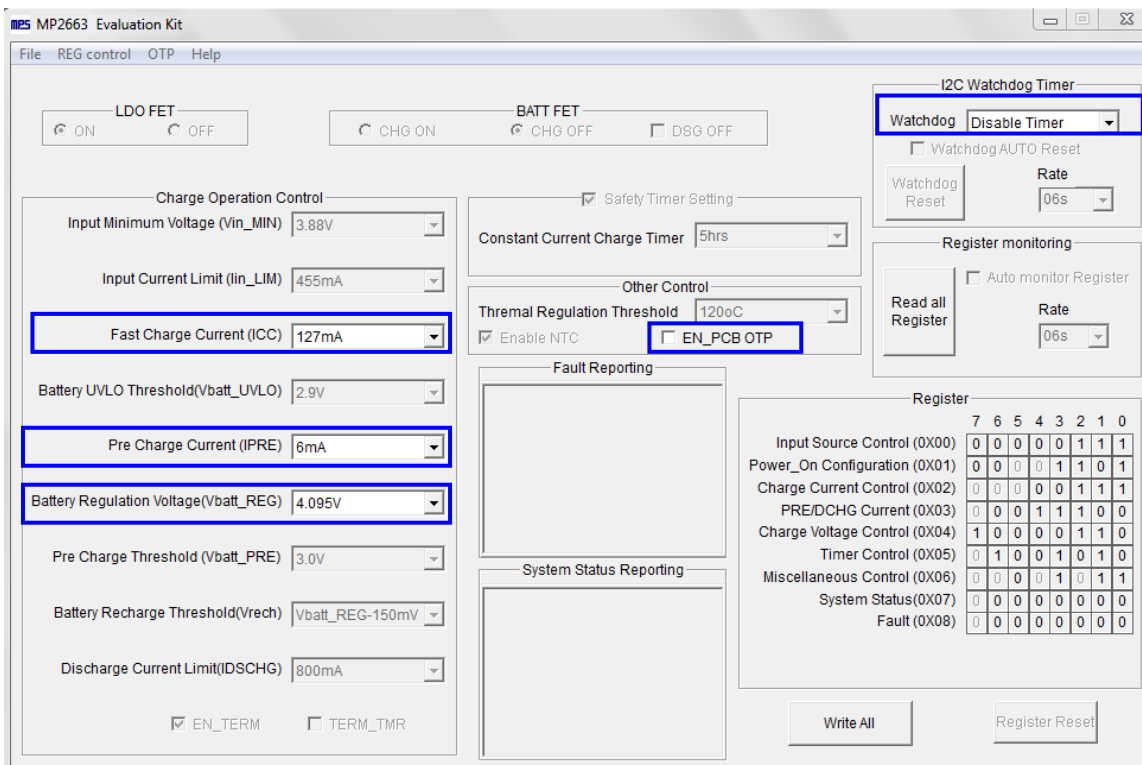 mps MP2663 Evaluation Kit
File REG control OTP Help
LDO FET
ON OFF
BATT FET
CHG ON CHG OFF DSG OFF
I2C Watchdog Timer
Watchdog Disable Timer
Watchdog AUTO Reset
Watchdog Reset
Rate
06s
Charge Operation Control
Input Minimum Voltage (Vin_MIN) 3.88V
Input Current Limit (Iin_LIM) 455mA
Fast Charge Current (ICC) 127mA
Battery UVLO Threshold(Vbatt_UVLO) 2.9V
Pre Charge Current (IPRE) 6mA
Battery Regulation Voltage(Vbatt_REG) 4.095V
Pre Charge Threshold (Vbatt_PRE) 3.0V
Battery Recharge Threshold(Vrech) Vbatt_REG-150mV
Discharge Current Limit(IDSCHG) 800mA
EN_TERM TERM_TMR
Safety Timer Setting
Constant Current Charge Timer 5hrs
Other Control
Thremal Regulation Threshold 120oC
Enable NTC EN_PCB OTP
Fault Reporting
System Status Reporting
Register monitoring
Read all
Register
Auto monitor Register
Rate
06s
Register
7 6 5 4 3 2 1 0
Input Source Control (0X00) 0 0 0 0 0 1 1 1
Power_On Configuration (0X01) 0 0 0 0 1 1 0 1
Charge Current Control (0X02) 0 0 0 0 0 1 1 1
PRE/DCHG Current (0X03) 0 0 0 1 1 1 0 0
Charge Voltage Control (0X04) 1 0 0 0 0 1 1 0
Timer Control (0X05) 0 1 0 0 1 0 1 0
Miscellaneous Control (0X06) 0 0 0 0 1 0 1 1
System Status(0X07) 0 0 0 0 0 0 0 0
Fault (0X08) 0 0 0 0 0 0 0 0
Write All
Register Reset